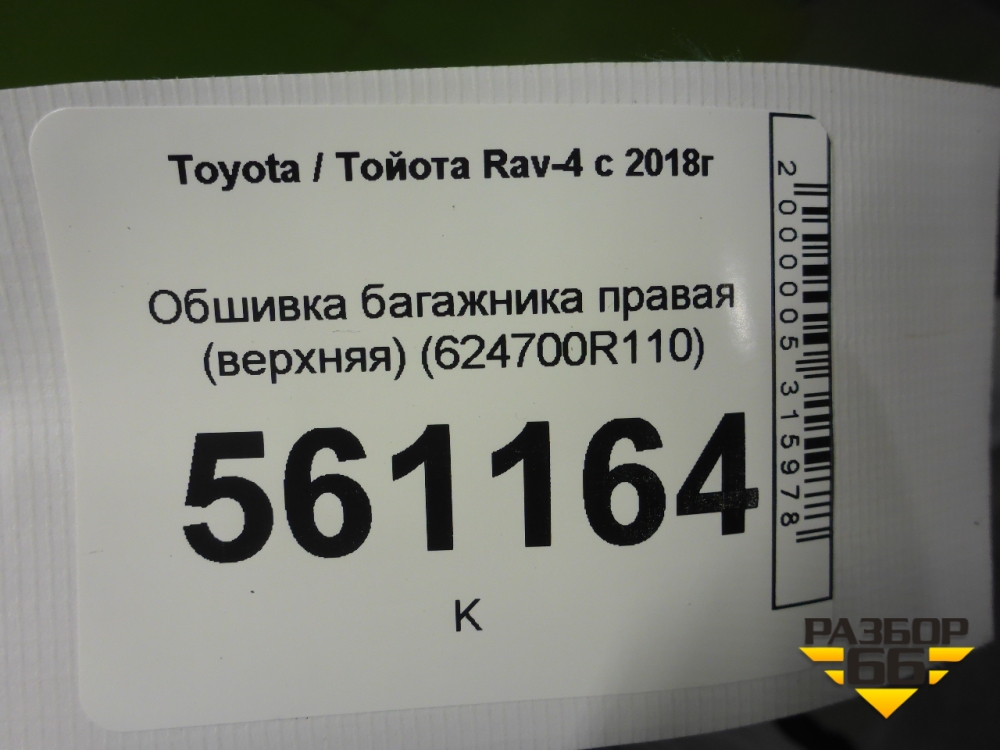 Toyota / Тойота Rav-4 с 2018г
Обшивка багажника правая
(верхняя) (624700R110)
561164
К
2000005315978
РАЗБОР
66